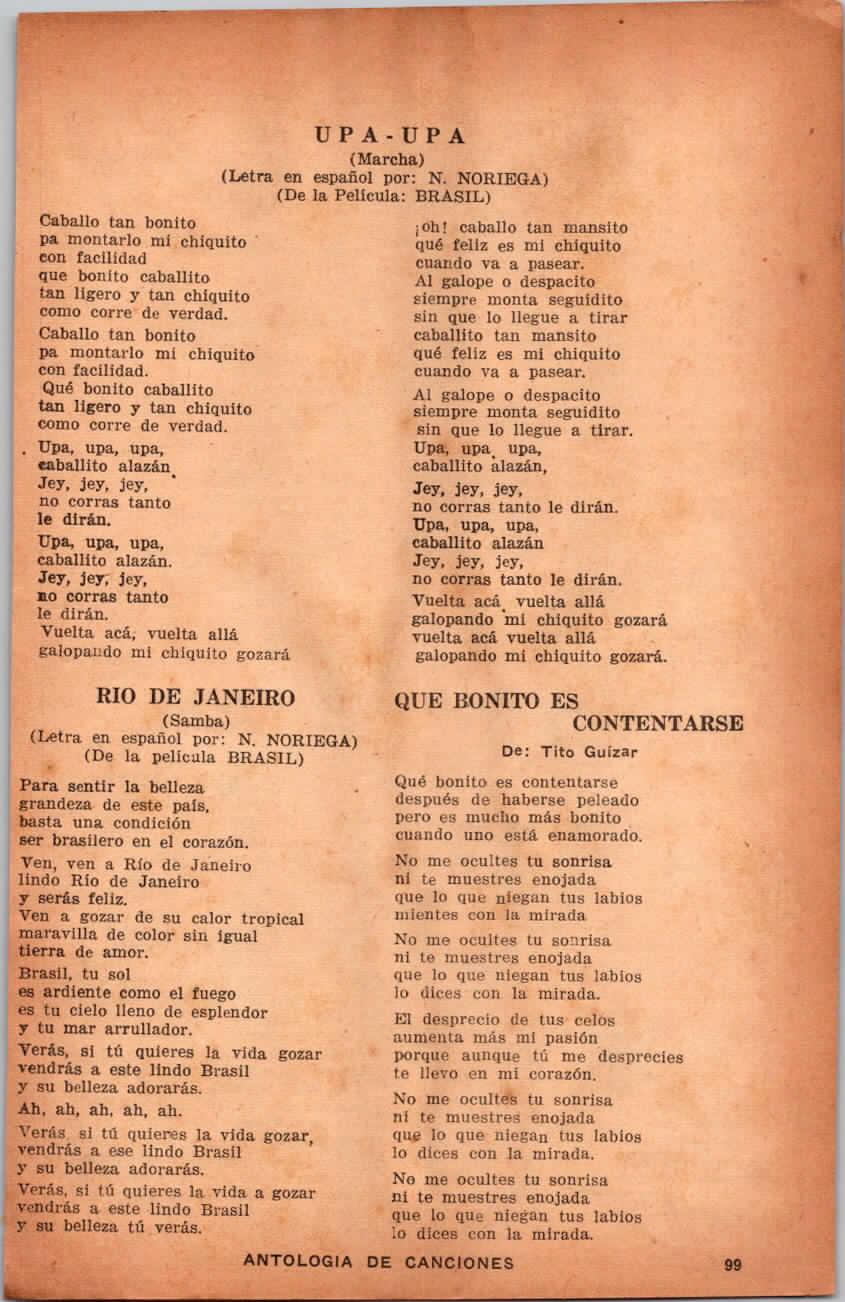 UPA-UPA
(Marcha)
(Letra en español por: N. NORIEGA)
(De la Película: BRASIL)
Caballo tan bonito
pa montarlo mi chiquito
con facilidad
que bonito caballito
tan ligero y tan chiquito
como corre de verdad.
Caballo tan bonito
pa montarlo mi chiquito
con facilidad.
Qué bonito caballito
tan ligero y tan chiquito
como corre de verdad.
Upa, upa, upa,
caballito alazán,
Jey, jey, jey,
no corras tanto
le dirán.
Upa, upa, upa,
caballito alazán.
Jey, jey, jey,
no corras tanto
le dirán.
Vuelta acá, vuelta allá
galopando mi chiquito gozará
¡oh! caballo tan mansito
qué feliz es mi chiquito
cuando va a pasear.
Al galope o despacito
siempre monta seguidito
sin que lo llegue a tirar
caballito tan mansito
qué feliz es mi chiquito
cuando va a pasear.
Al galope o despacito
siempre monta seguidito
sin que lo llegue a tirar.
Upa, upa, upa,
caballito alazán,
Jey, jey, jey,
no corras tanto le dirán.
Upa, upa, upa,
caballito alazán
Jey, jey, jey,
no corras tanto le dirán.
Vuelta acá, vuelta allá
galopando mi chiquito gozará
vuelta acá vuelta allá
galopando mi chiquito gozará.
RIO DE JANEIRO
(Samba)
(Letra en español por: N. NORIEGA)
(De la película BRASIL)
Para sentir la belleza
grandeza de este país,
basta una condición
ser brasilero en el corazón.
Ven, ven a Río de Janeiro
lindo Río de Janeiro
y serás feliz.
Ven a gozar de su calor tropical
maravilla de color sin igual
tierra de amor.
Brasil, tu sol
es ardiente como el fuego
es tu cielo lleno de esplendor
y tu mar arrullador.
Verás, si tú quieres la vida gozar
vendrás a este lindo Brasil
y su belleza adorarás.
Ah, ah, ah, ah, ah.
Verás, si tú quieres la vida gozar,
vendrás a ese lindo Brasil
y su belleza adorarás.
Verás, si tú quieres la vida a gozar
vendrás a este lindo Brasil
y su belleza tú verás.
QUE BONITO ES
CONTENTARSE
De: Tito Guízar
Qué bonito es contentarse
después de haberse peleado
pero es mucho más bonito
cuando uno está enamorado.
No me ocultes tu sonrisa
ni te muestres enojada
que lo que niegan tus labios
mientes con la mirada
No me ocultes tu sonrisa
ni te muestres enojada
que lo que niegan tus labios
lo dices con la mirada.
El desprecio de tus celos
aumenta más mi pasión
porque aunque tú me desprecies
te llevo en mi corazón.
No me ocultes tu sonrisa
ni te muestres enojada
que lo que niegan tus labios
lo dices con la mirada.
No me ocultes tu sonrisa
ni te muestres enojada
que lo que niegan tus labios
lo dices con la mirada.
ANTOLOGIA DE CANCIONES
99